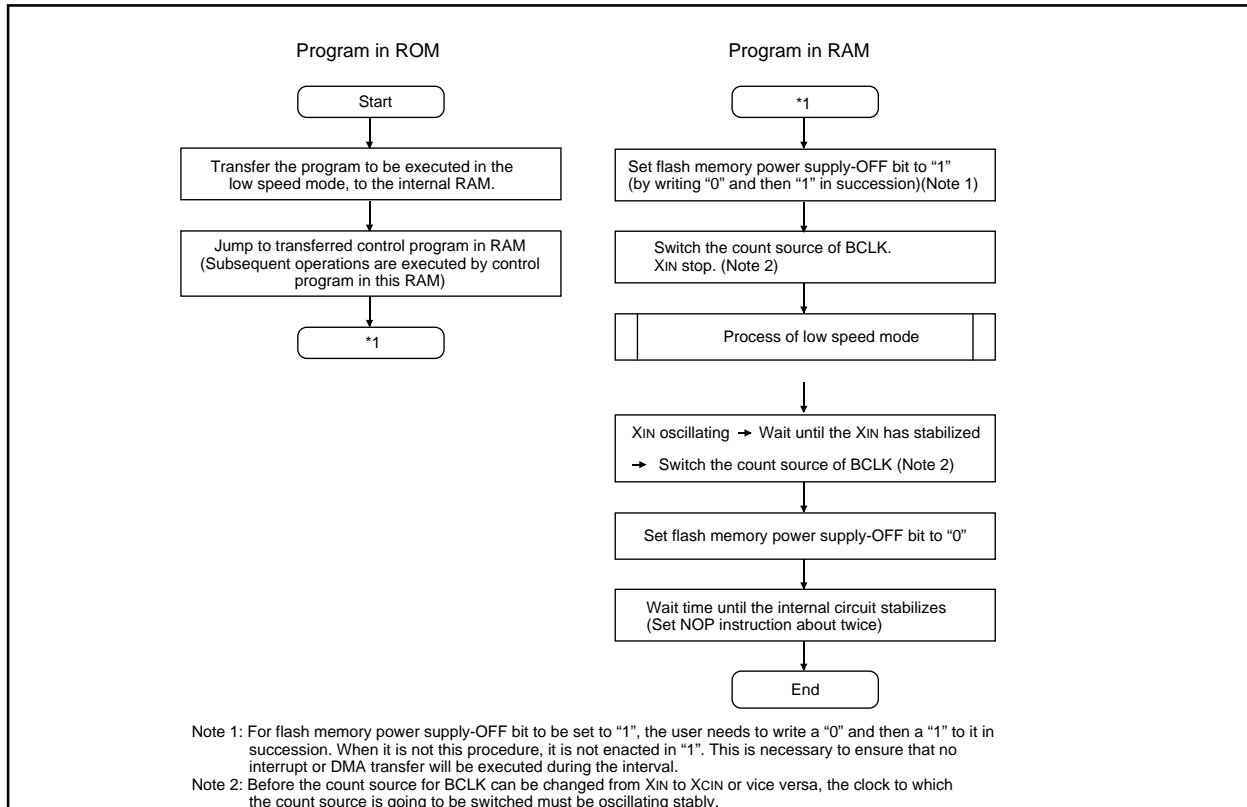 Program in ROM
Start
Transfer the program to be executed in the
low speed mode, to the internal RAM.
Jump to transferred control program in RAM
(Subsequent operations are executed by control
program in this RAM)
*1
Program in RAM
*1
Set flash memory power supply-OFF bit to “1”
(by writing “0” and then “1” in succession)(Note 1)
Switch the count source of BCLK.
XIN stop. (Note 2)
Process of low speed mode
XIN oscillating → Wait until the XIN has stabilized
→ Switch the count source of BCLK (Note 2)
Set flash memory power supply-OFF bit to “0”
Wait time until the internal circuit stabilizes
(Set NOP instruction about twice)
End
Note 1: For flash memory power supply-OFF bit to be set to “1”, the user needs to write a “0” and then a “1” to it in
succession. When it is not this procedure, it is not enacted in “1”. This is necessary to ensure that no
interrupt or DMA transfer will be executed during the interval.
Note 2: Before the count source for BCLK can be changed from XIN to XCIN or vice versa, the clock to which
the count source is going to be switched must be oscillating stably.